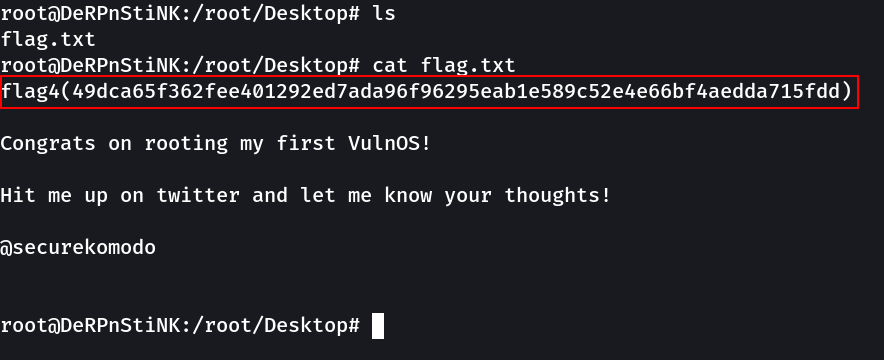 root@DeRPnStiNK:/root/Desktop# ls
flag.txt
root@DeRPnStiNK:/root/Desktop# cat flag.txt
flag4(49dca65f362fee401292ed7ada96f96295eab1e589c52e4e66bf4aedda715fdd)
Congrats on rooting my first VulnOS!
Hit me up on twitter and let me know your thoughts!
@securekomodo
root@DeRPnStiNK:/root/Desktop#